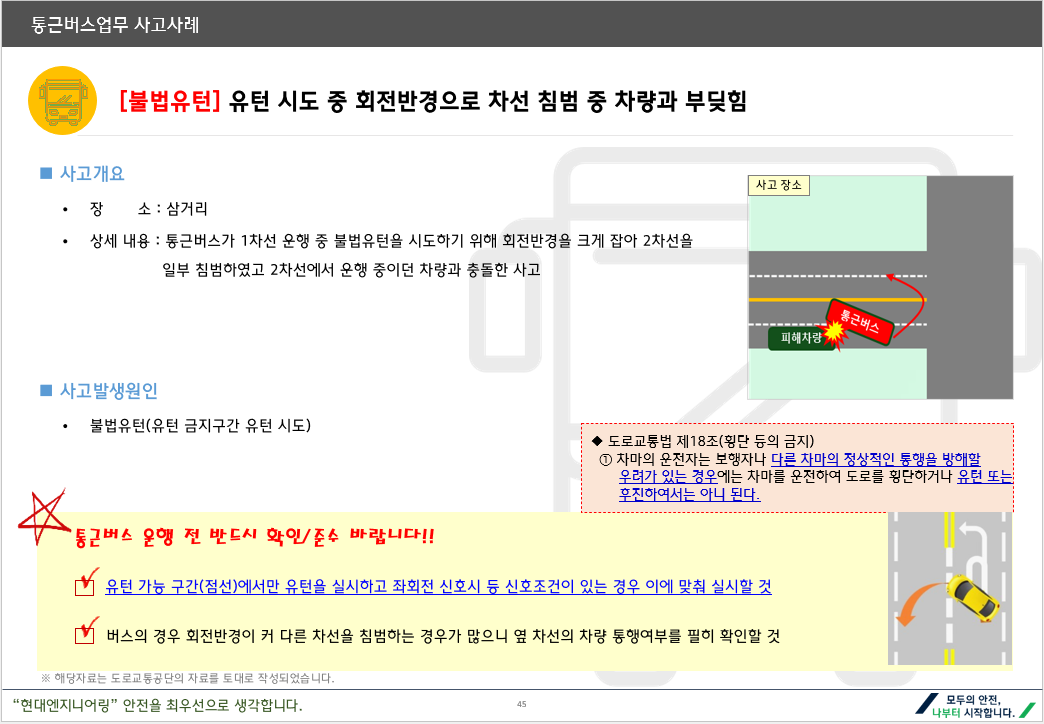 통근버스업무 사고사례
[불법유턴] 유턴 시도 중 회전반경으로 차선 침범 중 차량과 부딪힘
■ 사고개요
• 장 소 : 삼거리
• 상세 내용 : 통근버스가 1차선 운행 중 불법유턴을 시도하기 위해 회전반경을 크게 잡아 2차선을
일부 침범하였고 2차선에서 운행 중이던 차량과 충돌한 사고
사고 장소
통근버스
피해차량
■ 사고발생원인
• 불법유턴(유턴 금지구간 유턴 시도)
◆ 도로교통법 제18조(횡단 등의 금지)
① 차마의 운전자는 보행자나 다른 차마의 정상적인 통행을 방해할
우려가 있는 경우에는 차마를 운전하여 도로를 횡단하거나 유턴 또는
후진하여서는 아니 된다.
통근버스 운행 전 반드시 확인/준수 바랍니다!!
유턴 가능 구간(점선)에서만 유턴을 실시하고 좌회전 신호시 등 신호조건이 있는 경우 이에 맞춰 실시할 것
버스의 경우 회전반경이 커 다른 차선을 침범하는 경우가 많으니 옆 차선의 차량 통행여부를 필히 확인할 것
※ 해당자료는 도로교통공단의 자료를 토대로 작성되었습니다.
“현대엔지니어링” 안전을 최우선으로 생각합니다.
45
모두의 안전,
나부터 시작합니다.